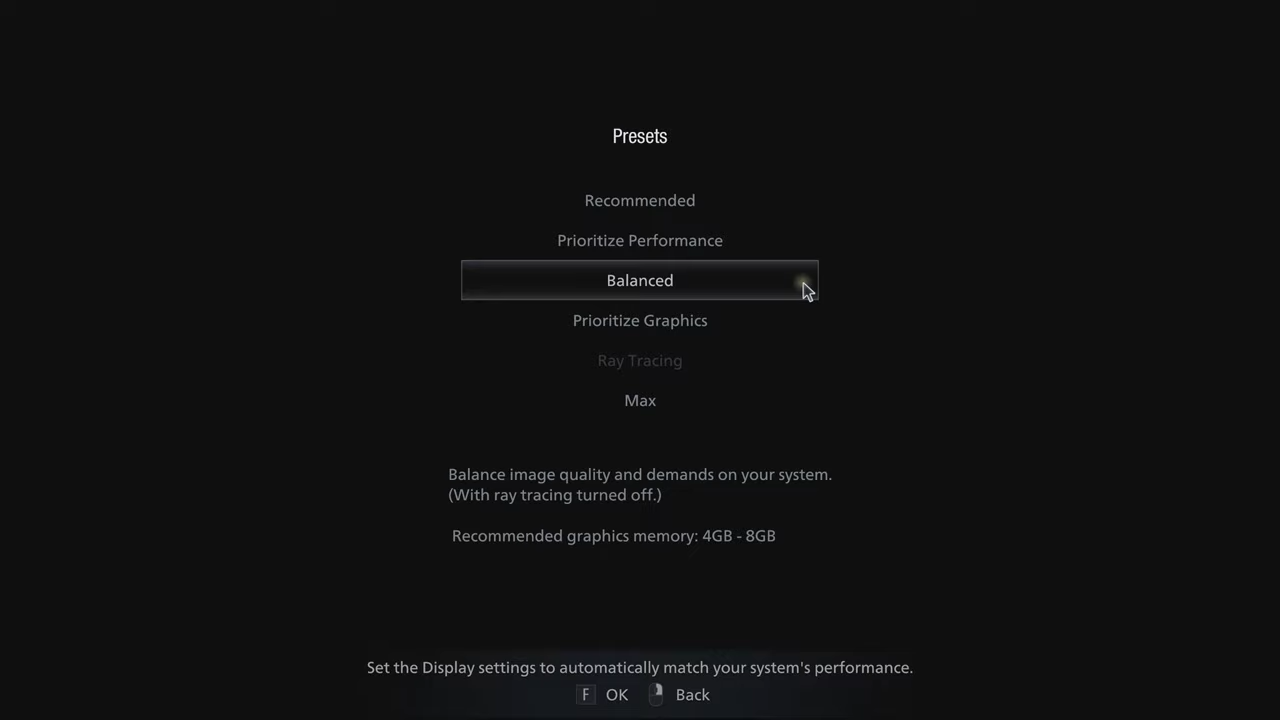 Presets
Recommended
Prioritize Performance
Balanced
Prioritize Graphics
Ray Tracing
Max
Balance image quality and demands on your system.
(With ray tracing turned off.)
Recommended graphics memory: 4GB - 8GB
Set the Display settings to automatically match your system's performance.
F OK Back